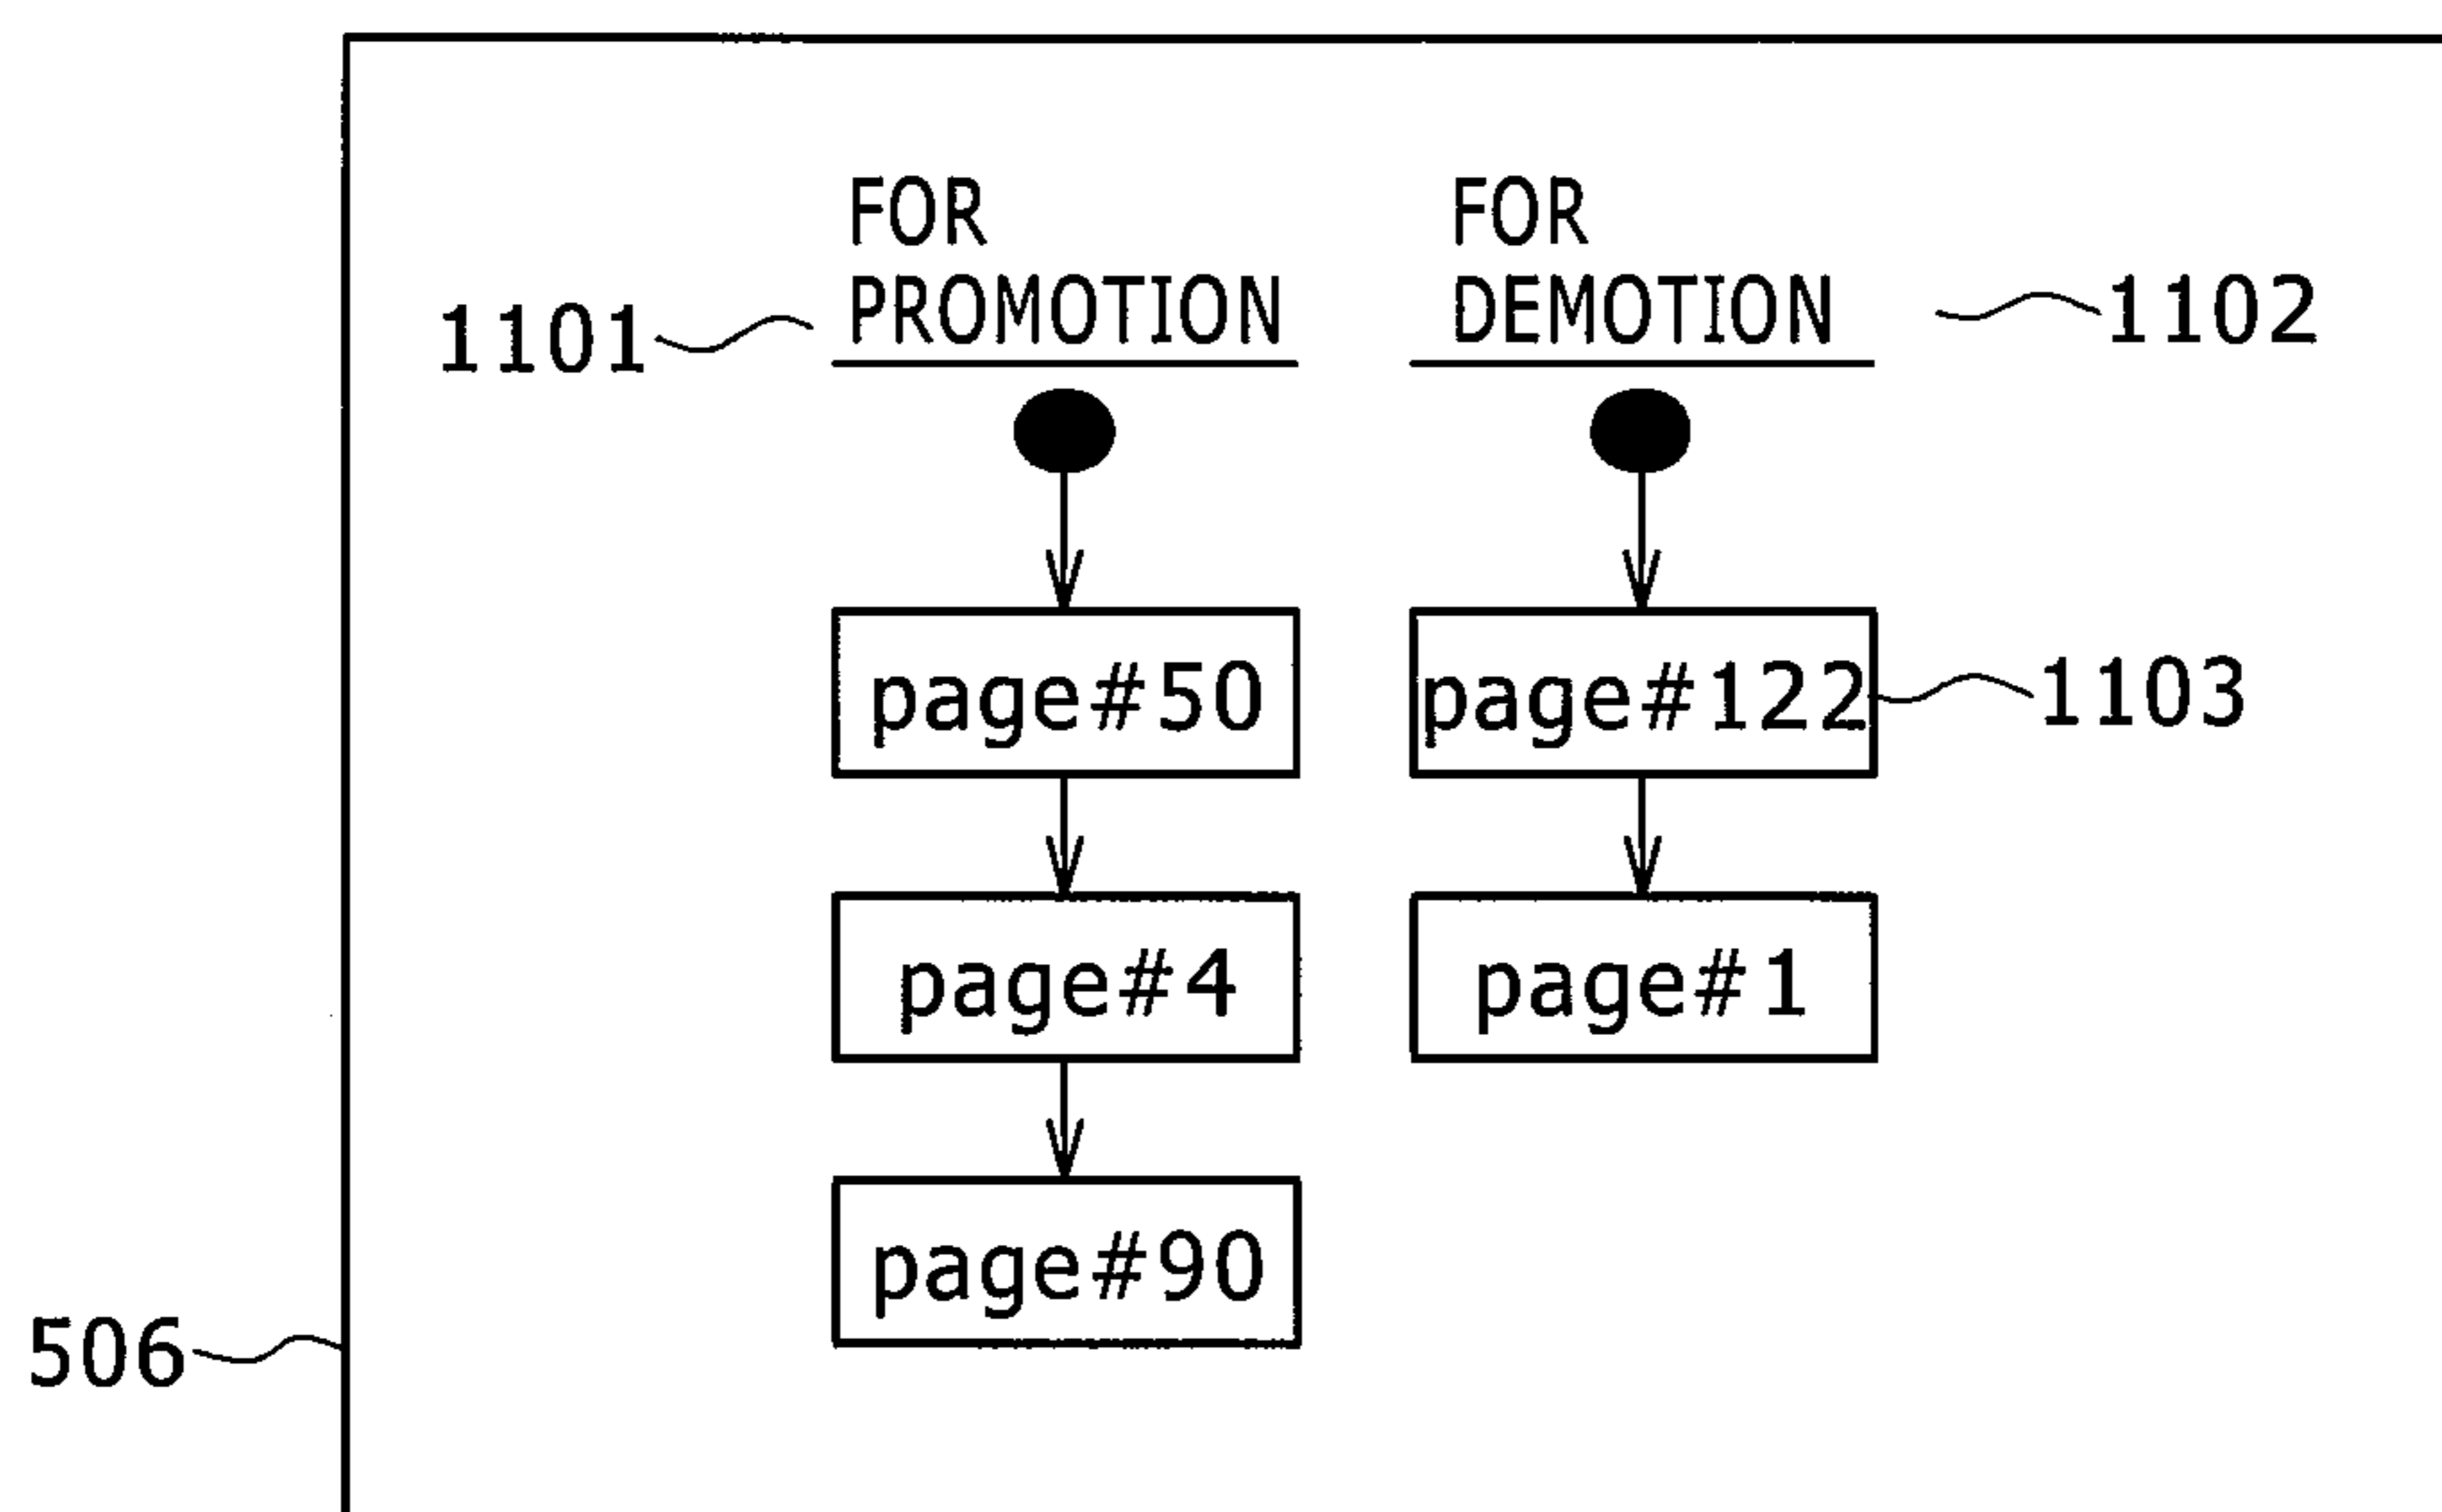 FOR
PROMOTION
FOR
DEMOTION
1101
1102
page#50
page#122
1103
page#4
page#1
page#90
506